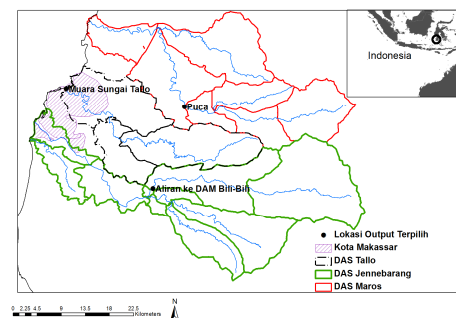 Indonesia
Muara Sungai Tallo
Puca
Aliran ke DAM Bili-Bili
Lokasi Output Terpilih
Kota Makassar
DAS Tallo
DAS Jennebarang
DAS Maros
0 2.25 4.5 9 13.5 18 22.5
Kilometers
N